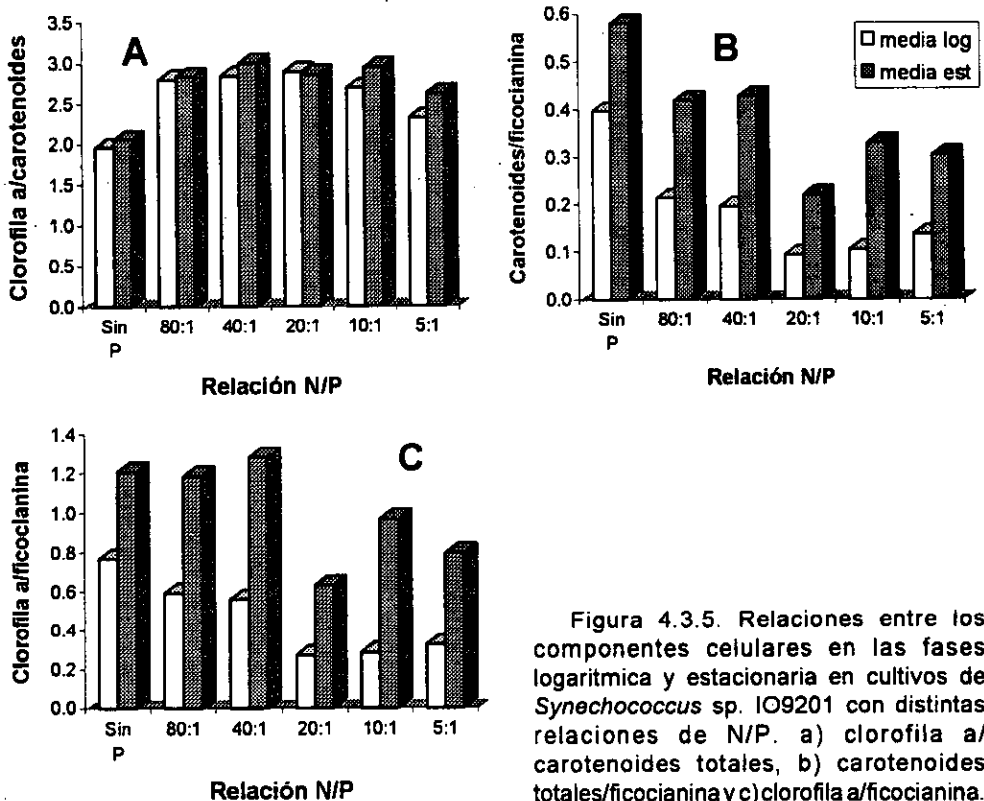 A
Clorofila a/carotenoides
3.5
3.0
2.5
2.0
1.5
1.0
0.5
0.0
Sin P 80:1 40:1 20:1 10:1 5:1
Relación N/P
B
media log
media est
Carotenoides/ficocianina
0.6
0.5
0.4
0.3
0.2
0.1
0.0
Sin P 80:1 40:1 20:1 10:1 5:1
Relación N/P
C
Clorofila a/ficocianina
1.4
1.2
1.0
0.8
0.6
0.4
0.2
0.0
Sin P 80:1 40:1 20:1 10:1 5:1
Relación N/P
Figura 4.3.5. Relaciones entre los
componentes celulares en las fases
logaritmica y estacionaria en cultivos de
Synechococcus sp. IO9201 con distintas
relaciones de N/P. a) clorofila a/
carotenoides totales, b) carotenoides
totales/ficocianina y c) clorofila a/ficocianina.